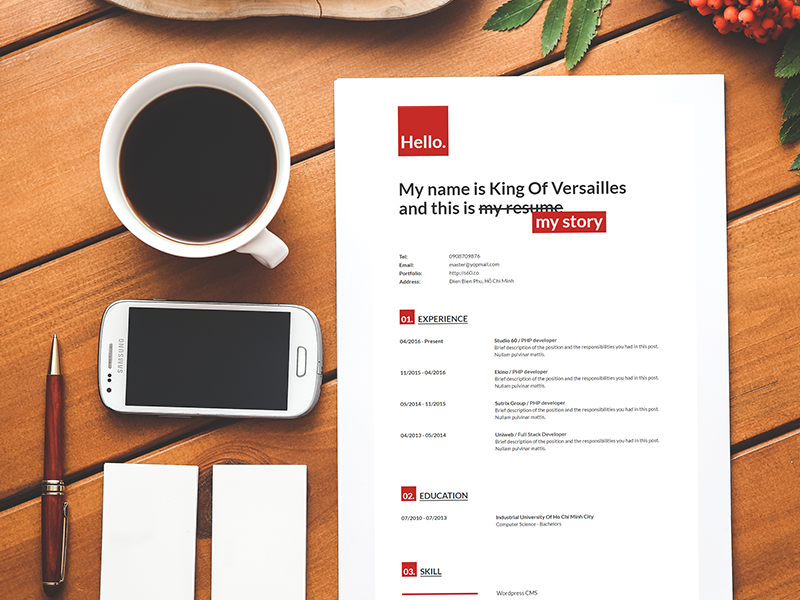 Hello.
My name is King Of Versailles
and this is my resume
my story
Tel: 0908709876
Email: master@yopmail.com
Portfolio: http://s60.co
Address: Dien Bien Phu, Hồ Chi Minh
01. EXPERIENCE
04/2016 - Present Studio 60 / PHP developer
Brief description of the position and the responsibilities you had in this post.
Nullam pulvinar mattis.
11/2015 - 04/2016 Ekino / PHP developer
Brief description of the position and the responsibilities you had in this post.
Nullam pulvinar mattis.
05/2014 - 11/2015 Sutrix Group / PHP developer
Brief description of the position and the responsibilities you had in this post.
Nullam pulvinar mattis.
04/2013 - 05/2014 Uniweb / Full Stack Developer
Brief description of the position and the responsibilities you had in this post.
Nullam pulvinar mattis.
02. EDUCATION
07/2010 - 07/2013 Industrial University Of Ho Chi Minh City
Computer Science - Bachelors
03. SKILL
Wordpress CMS
SAMSUNG